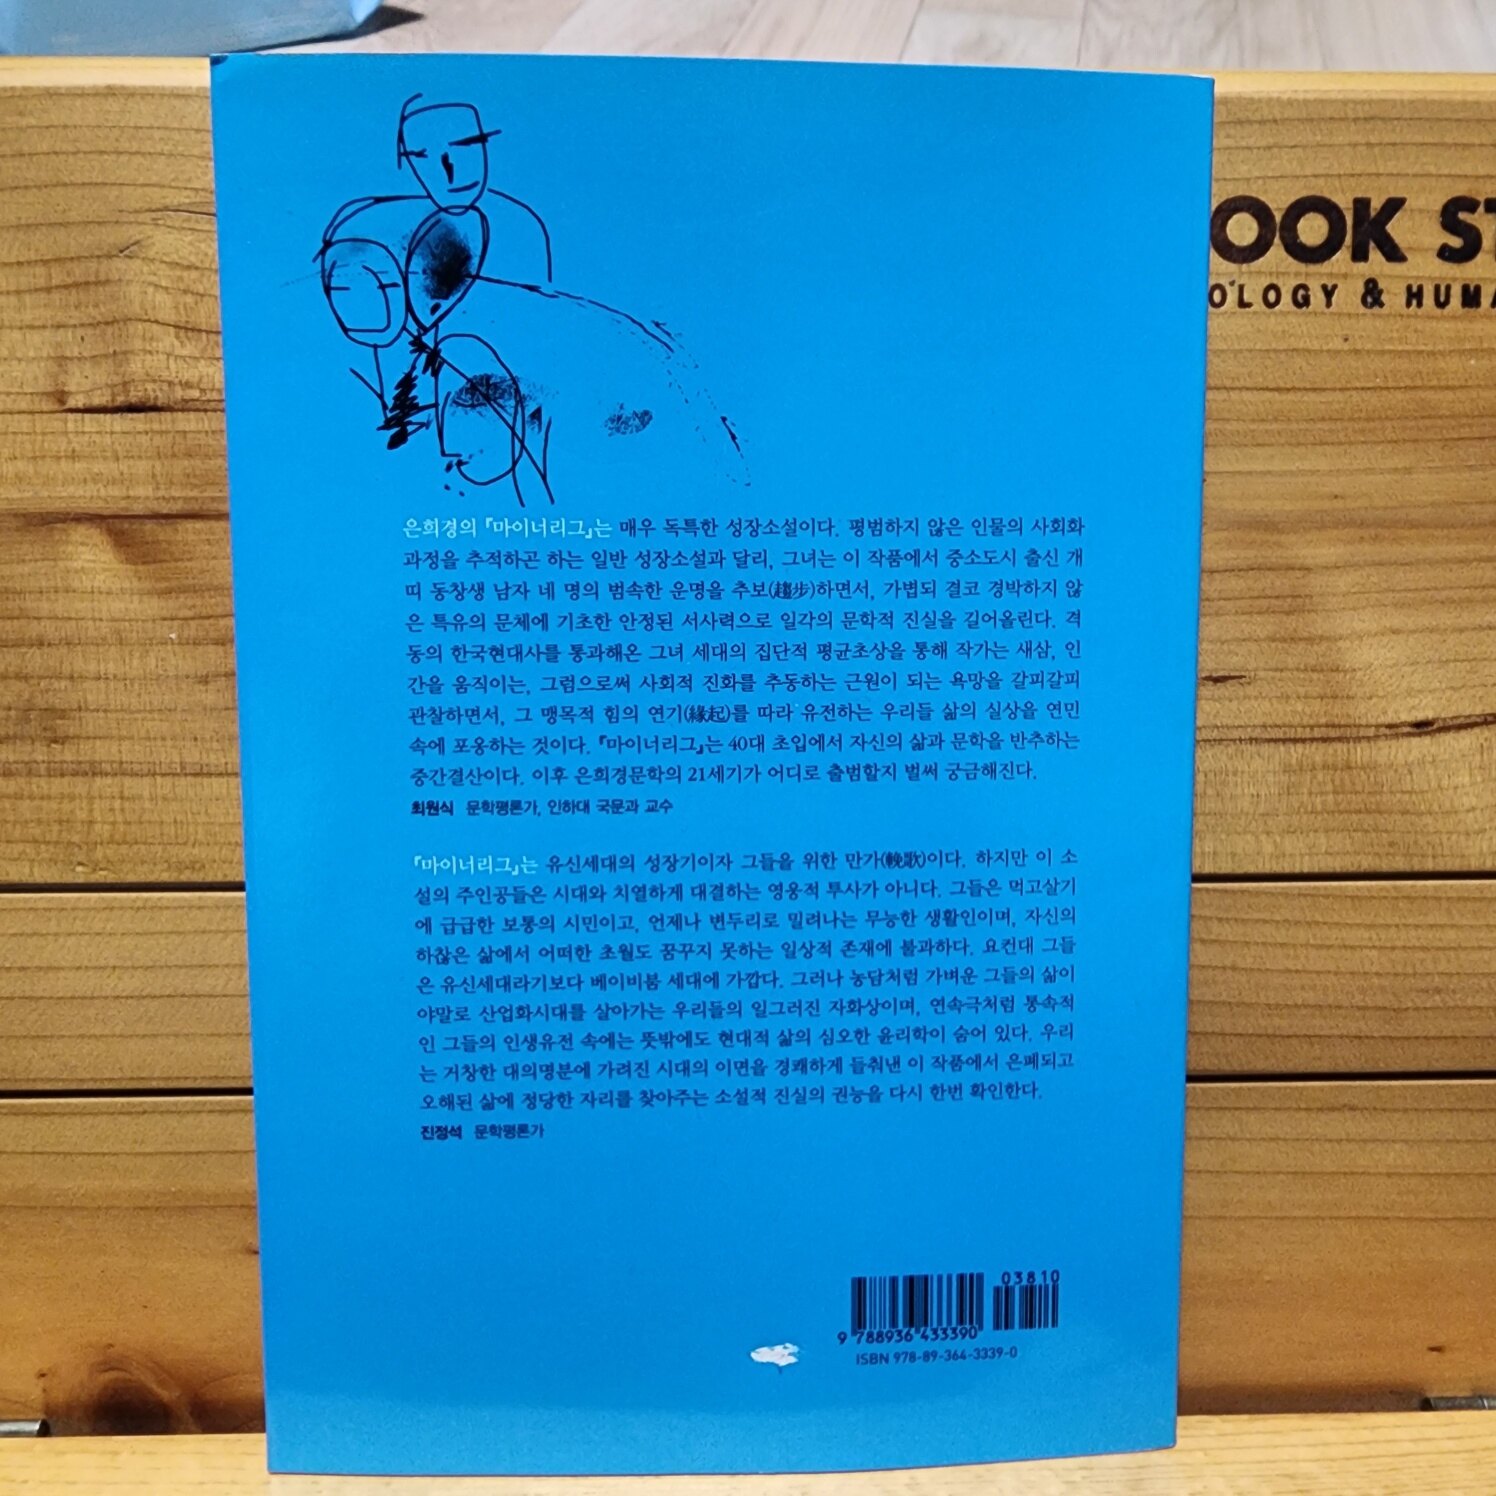 OOK ST
OLOGY & HUMA
은희경의 『마이너리그』는 매우 독특한 성장소설이다. 평범하지 않은 인물의 사회화
과정을 추적하곤 하는 일반 성장소설과 달리, 그녀는 이 작품에서 중소도시 출신 개
띠 동창생 남자 네 명의 범속한 운명을 추보(趨步)하면서, 가볍되 결코 경박하지 않
은 특유의 문체에 기초한 안정된 서사력으로 일각의 문학적 진실을 길어올린다. 격
동의 한국현대사를 통과해온 그녀 세대의 집단적 평균초상을 통해 작가는 새삼, 인
간을 움직이는, 그럼으로써 사회적 진화를 추동하는 근원이 되는 욕망을 갈피갈피
관찰하면서, 그 맹목적 힘의 연기(緣起)를 따라 유전하는 우리들 삶의 실상을 연민
속에 포옹하는 것이다. 『마이너리그』는 40대 초입에서 자신의 삶과 문학을 반추하는
중간결산이다. 이후 은희경문학의 21세기가 어디로 출범할지 벌써 궁금해진다.
최원식 문학평론가, 인하대 국문과 교수
『마이너리그』는 유신세대의 성장기이자 그들을 위한 만가(輓歌)이다. 하지만 이 소
설의 주인공들은 시대와 치열하게 대결하는 영웅적 투사가 아니다. 그들은 먹고살기
에 급급한 보통의 시민이고, 언제나 변두리로 밀려나는 무능한 생활인이며, 자신의
하찮은 삶에서 어떠한 초월도 꿈꾸지 못하는 일상적 존재에 불과하다. 요컨대 그들
은 유신세대라기보다 베이비붐 세대에 가깝다. 그러나 농담처럼 가벼운 그들의 삶이
야말로 산업화시대를 살아가는 우리들의 일그러진 자화상이며, 연속극처럼 통속적
인 그들의 인생유전 속에는 뜻밖에도 현대적 삶의 심오한 윤리학이 숨어 있다. 우리
는 거창한 대의명분에 가려진 시대의 이면을 경쾌하게 들춰낸 이 작품에서 은폐되고
오해된 삶에 정당한 자리를 찾아주는 소설적 진실의 권능을 다시 한번 확인한다.
진정석 문학평론가
03810
9 788936 433390
ISBN 978-89-364-3339-0